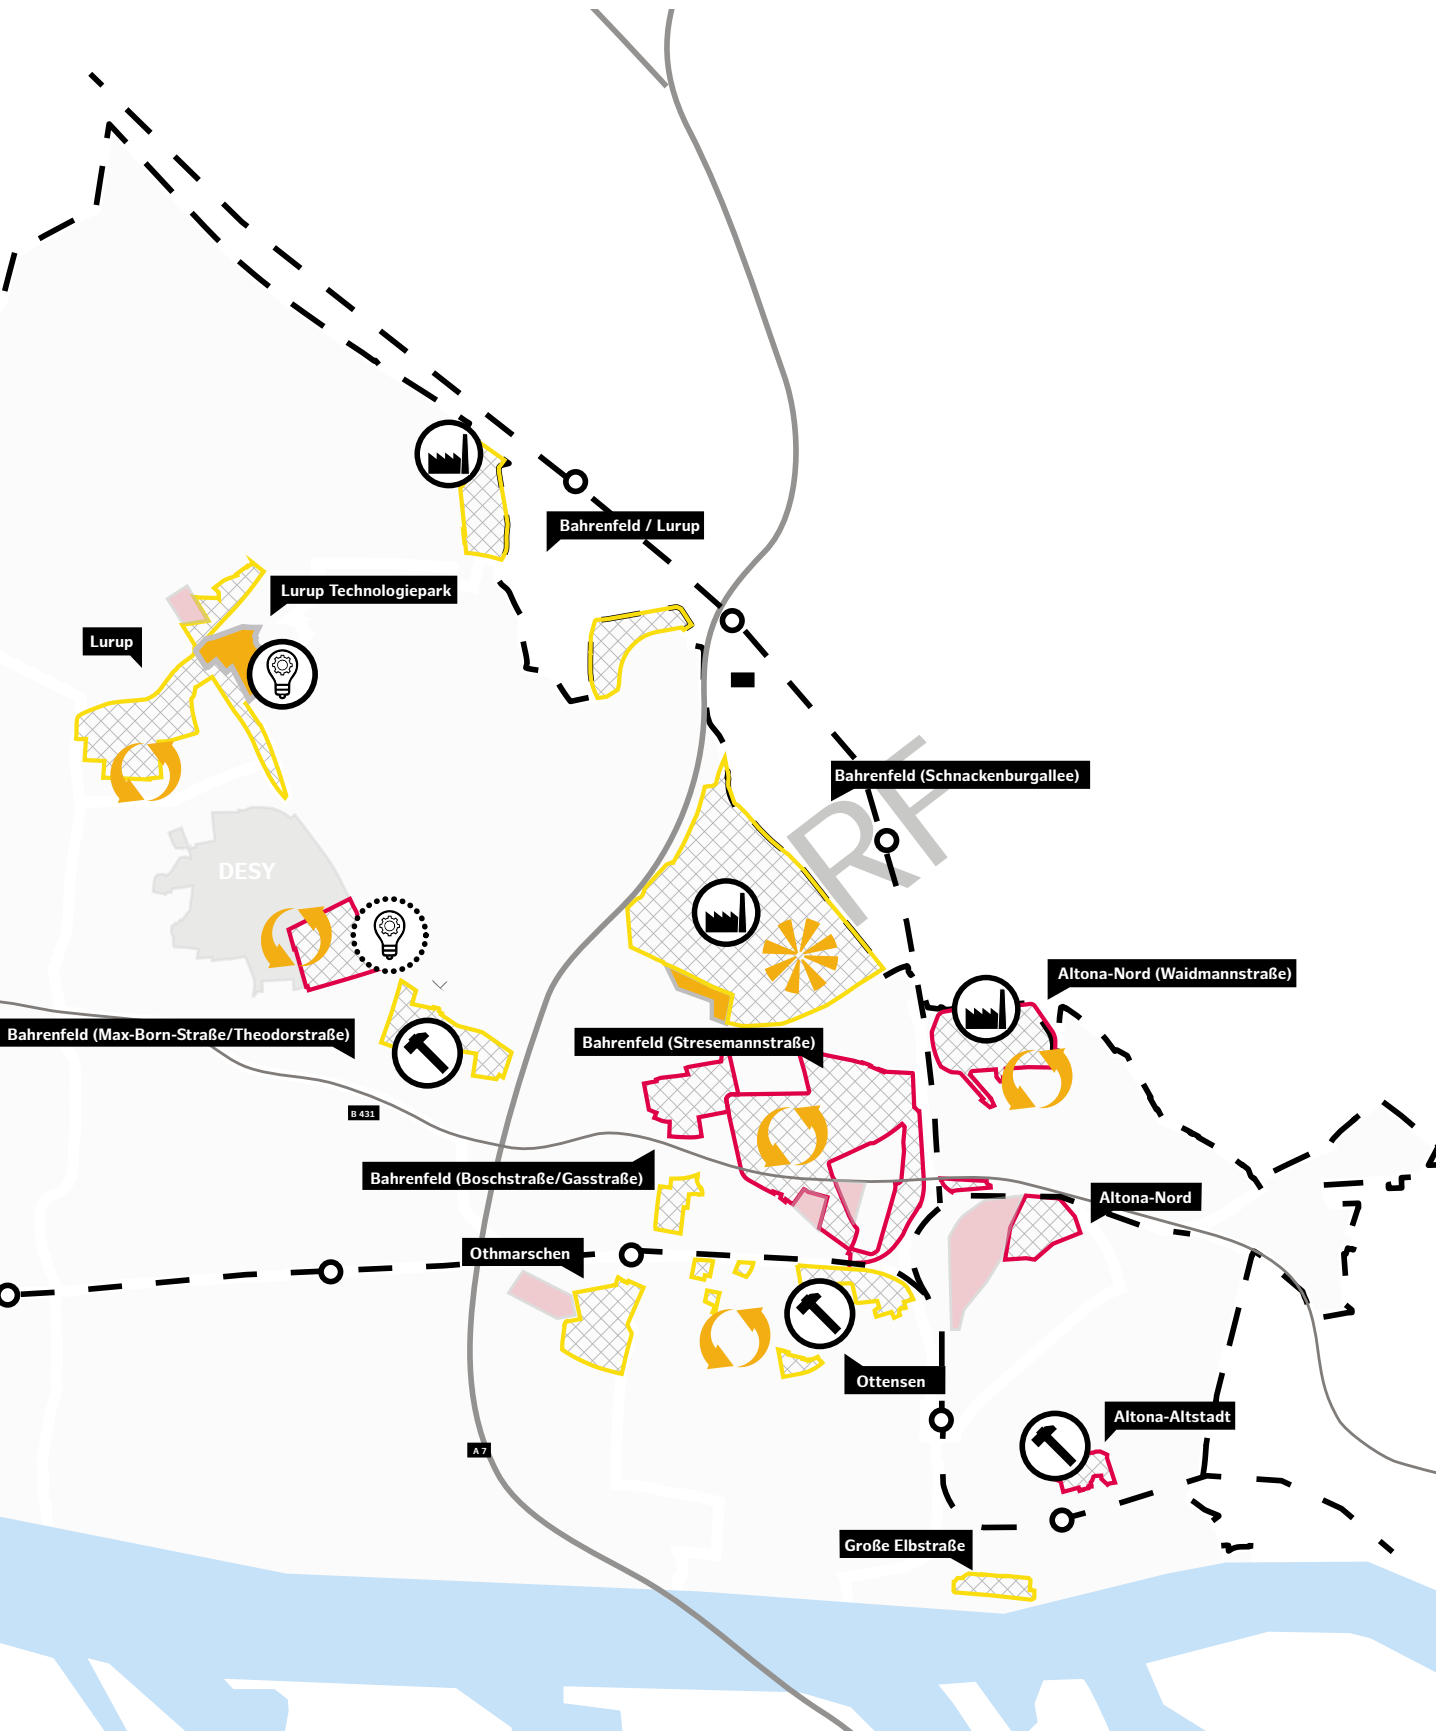 Bahrenfeld / Lurup
Lurup Technologiepark
Lurup
RF
Bahrenfeld (Schnackenburgallee)
DESY
Altona-Nord (Waidmannstraße)
Bahrenfeld (Max-Born-Straße/Theodorstraße)
Bahrenfeld (Stresemannstraße)
B 431
Bahrenfeld (Boschstraße/Gasstraße)
Altona-Nord
Othmarschen
Ottensen
Altona-Altstadt
A 7
Große Elbstraße